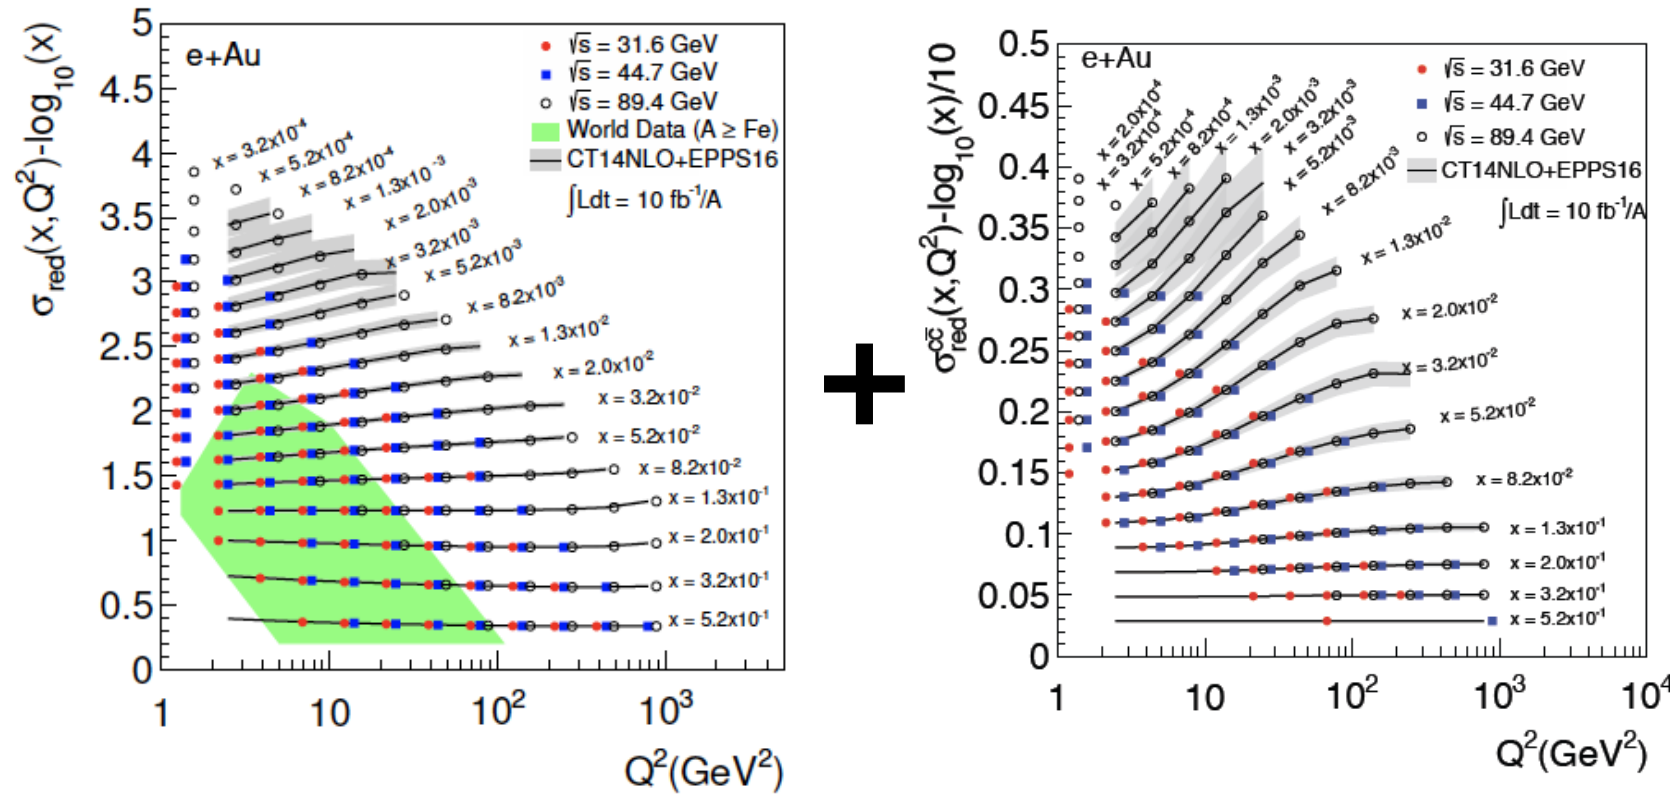 σred(x,Q²)-log₁₀(x)
5
4.5
4
3.5
3
2.5
2
1.5
1
0.5
0
e+Au
√s = 31.6 GeV
√s = 44.7 GeV
√s = 89.4 GeV
World Data (A ≥ Fe)
CT14NLO+EPPS16
∫Ldt = 10 fb⁻¹/A
x = 3.2x10⁻⁴
x = 5.2x10⁻⁴
x = 8.2x10⁻⁴
x = 1.3x10⁻³
x = 2.0x10⁻³
x = 3.2x10⁻³
x = 5.2x10⁻³
x = 8.2x10⁻³
x = 1.3x10⁻²
x = 2.0x10⁻²
x = 3.2x10⁻²
x = 5.2x10⁻²
x = 8.2x10⁻²
x = 1.3x10⁻¹
x = 2.0x10⁻¹
x = 3.2x10⁻¹
x = 5.2x10⁻¹
1 10 10² 10³
Q²(GeV²)
+
σcc̄red(x,Q²)-log₁₀(x)/10
0.5
0.45
0.4
0.35
0.3
0.25
0.2
0.15
0.1
0.05
0
e+Au
√s = 31.6 GeV
√s = 44.7 GeV
√s = 89.4 GeV
CT14NLO+EPPS16
∫Ldt = 10 fb⁻¹/A
x = 2.0x10⁻⁴
x = 3.2x10⁻⁴
x = 5.2x10⁻⁴
x = 8.2x10⁻⁴
x = 1.3x10⁻³
x = 2.0x10⁻³
x = 3.2x10⁻³
x = 5.2x10⁻³
x = 8.2x10⁻³
x = 1.3x10⁻²
x = 2.0x10⁻²
x = 3.2x10⁻²
x = 5.2x10⁻²
x = 8.2x10⁻²
x = 1.3x10⁻¹
x = 2.0x10⁻¹
x = 3.2x10⁻¹
x = 5.2x10⁻¹
1 10 10² 10³ 10⁴
Q²(GeV²)